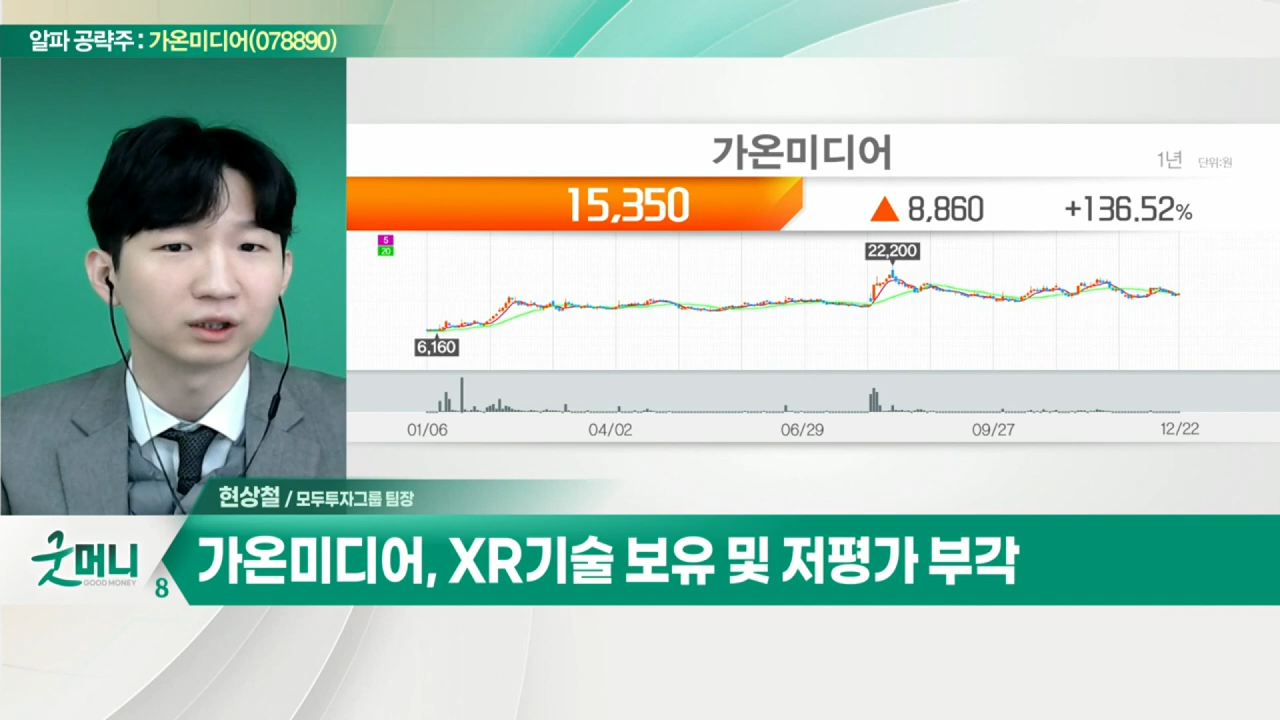 알파 공략주 : 가온미디어(078890)
가온미디어
1년 단위:원
15,350 ▲ 8,860 +136.52%
5
20
22,200
6,160
01/06 04/02 06/29 09/27 12/22
현상철 / 모두투자그룹 팀장
굿머니
GOOD MONEY
8
가온미디어, XR기술 보유 및 저평가 부각